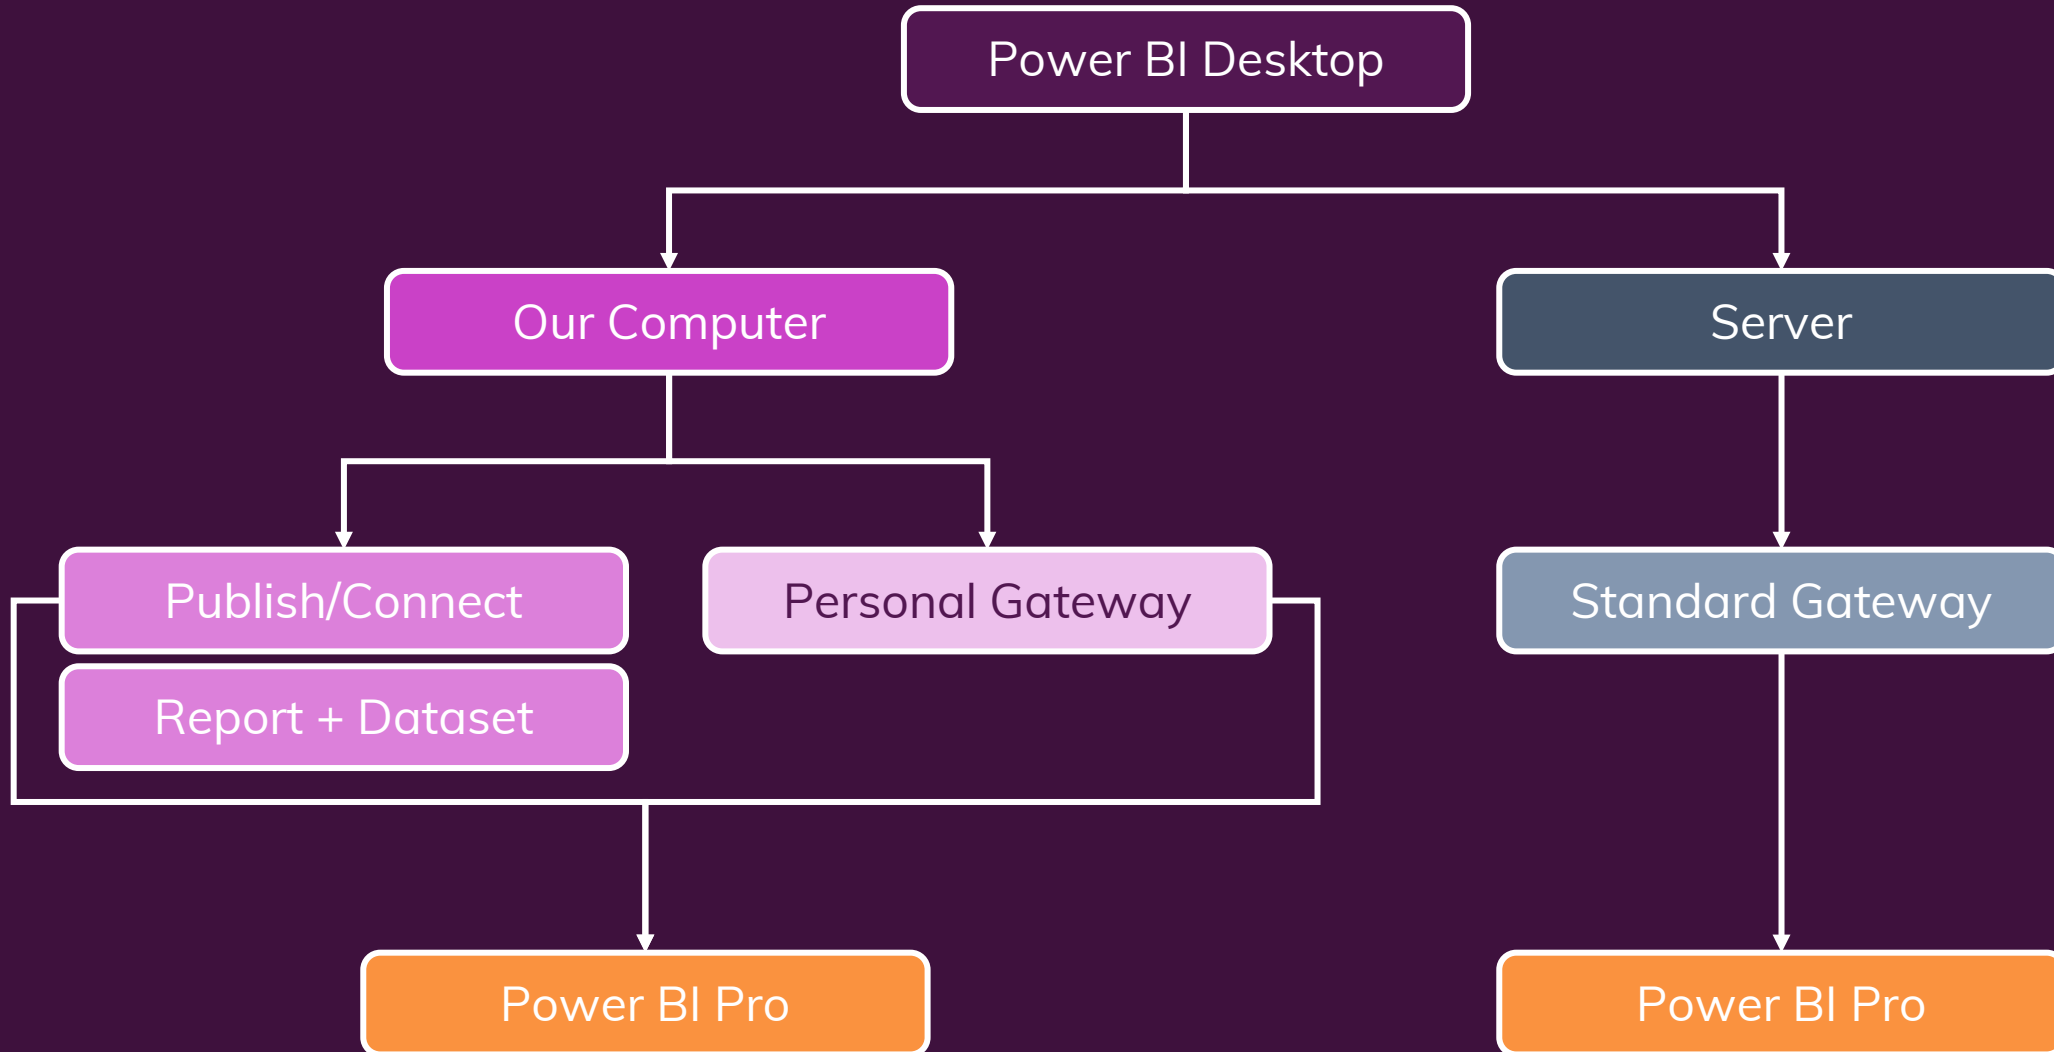 Power BI Desktop
Our Computer
Server
Publish/Connect
Personal Gateway
Standard Gateway
Report + Dataset
Power BI Pro
Power BI Pro